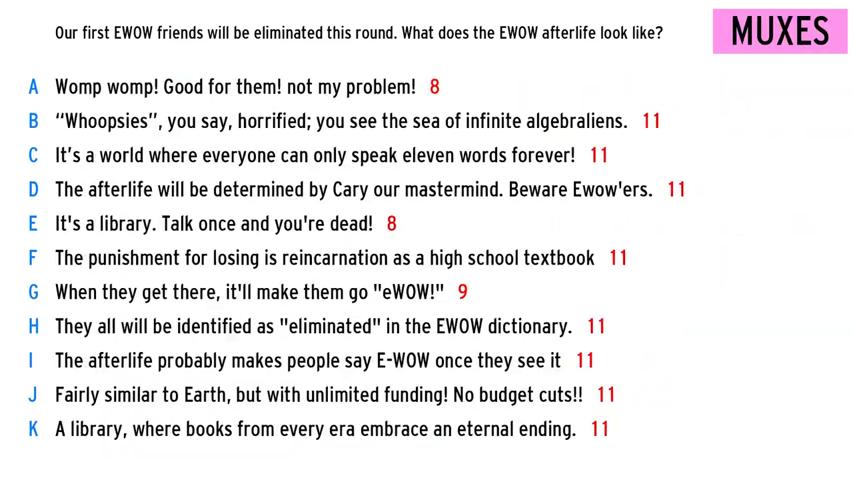 Our first EWOW friends will be eliminated this round. What does the EWOW afterlife look like?
MUXES
A Womp womp! Good for them! not my problem! 8
B “Whoopsies”, you say, horrified; you see the sea of infinite algebraliens. 11
C It’s a world where everyone can only speak eleven words forever! 11
D The afterlife will be determined by Cary our mastermind. Beware Ewow'ers. 11
E It's a library. Talk once and you're dead! 8
F The punishment for losing is reincarnation as a high school textbook 11
G When they get there, it'll make them go "eWOW!" 9
H They all will be identified as "eliminated" in the EWOW dictionary. 11
I The afterlife probably makes people say E-WOW once they see it 11
J Fairly similar to Earth, but with unlimited funding! No budget cuts!! 11
K A library, where books from every era embrace an eternal ending. 11